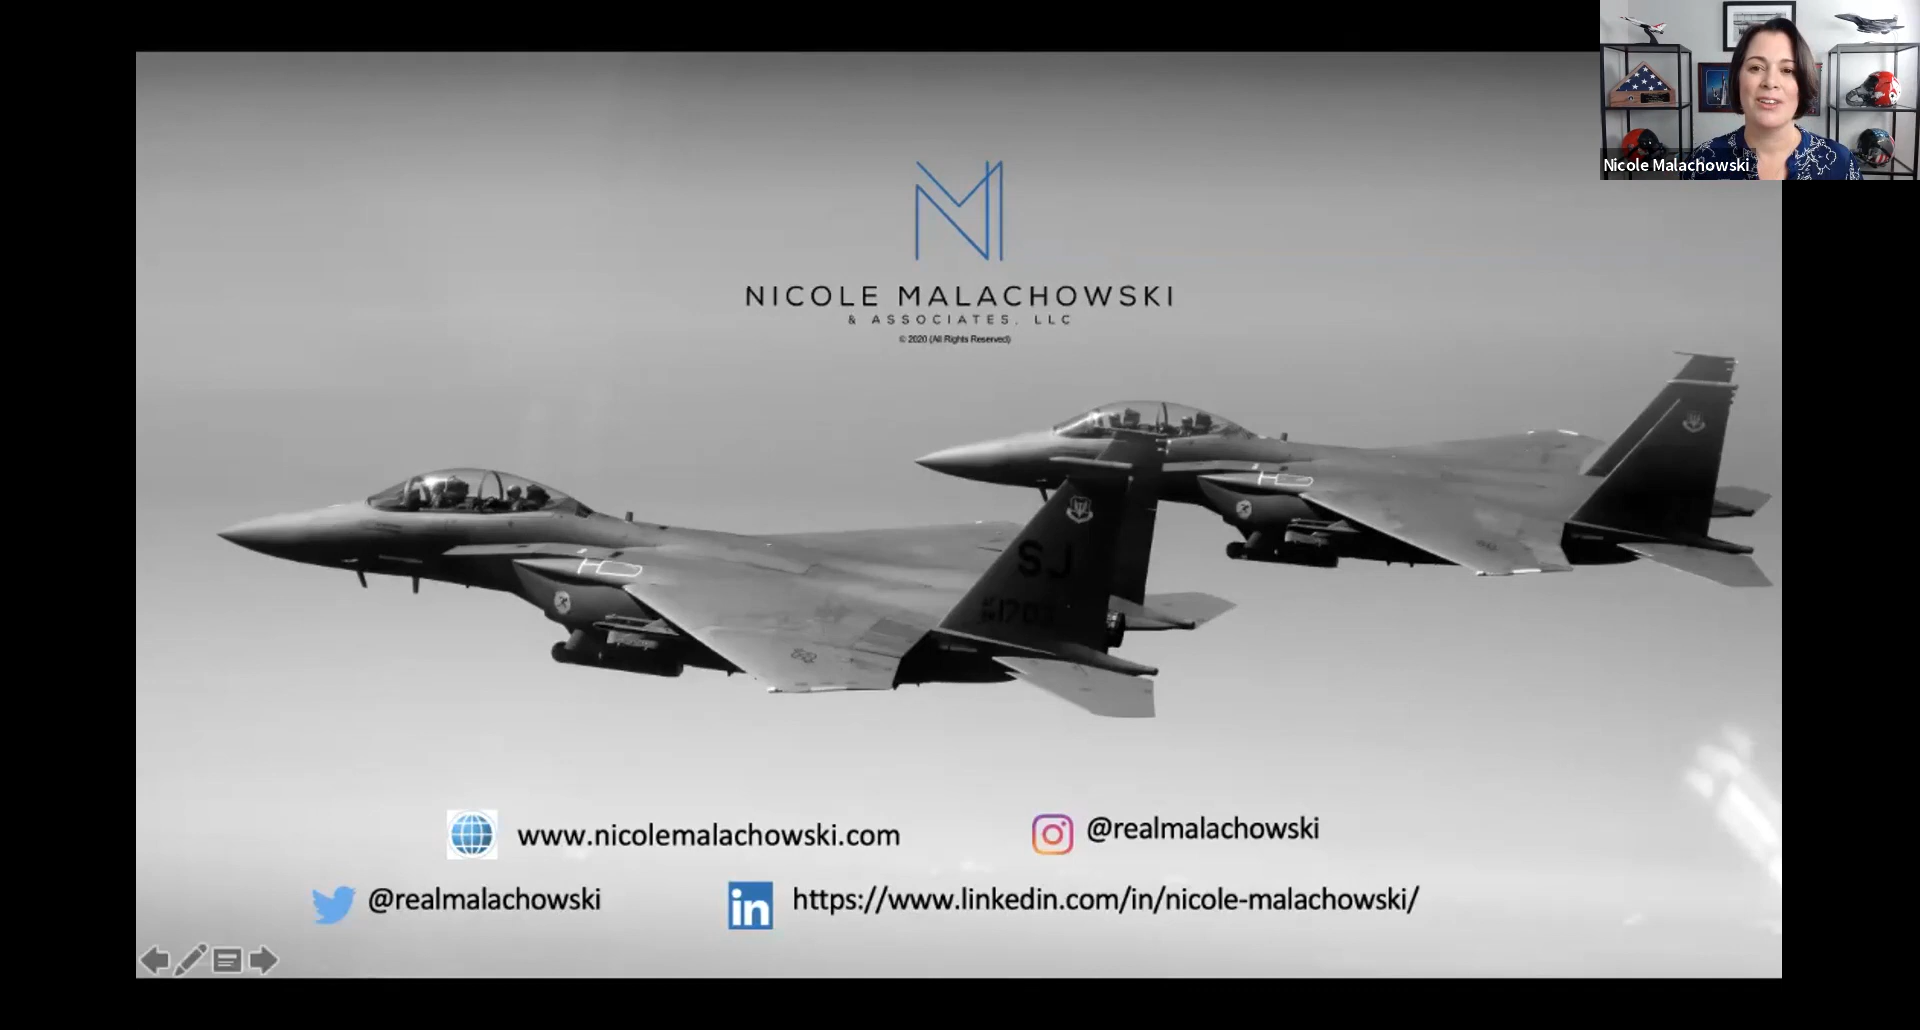 Nicole Malachowski
NICOLE MALACHOWSKI
& ASSOCIATES, LLC
© 2020 (All Rights Reserved)
SJ
www.nicolemalachowski.com
@realmalachowski
@realmalachowski
in
https://www.linkedin.com/in/nicole-malachowski/